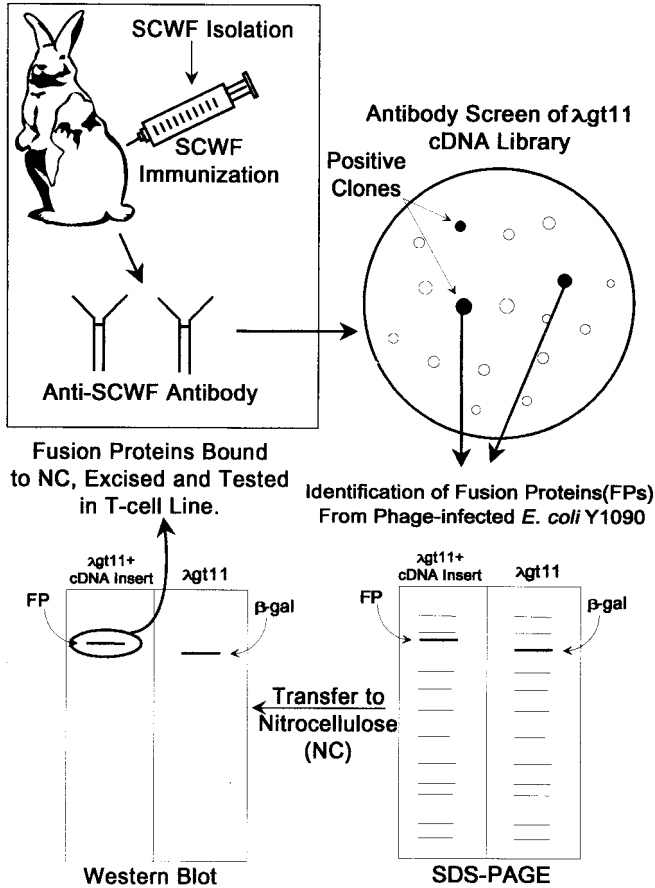 SCWF Isolation
SCWF
Immunization
Anti-SCWF Antibody
Antibody Screen of λgt11
cDNA Library
Positive
Clones
Identification of Fusion Proteins(FPs)
From Phage-infected E. coli Y1090
Fusion Proteins Bound
to NC, Excised and Tested
in T-cell Line.
λgt11+
cDNA Insert
λgt11
FP
β-gal
Western Blot
Transfer to
Nitrocellulose
(NC)
λgt11+
cDNA Insert
λgt11
FP
β-gal
SDS-PAGE